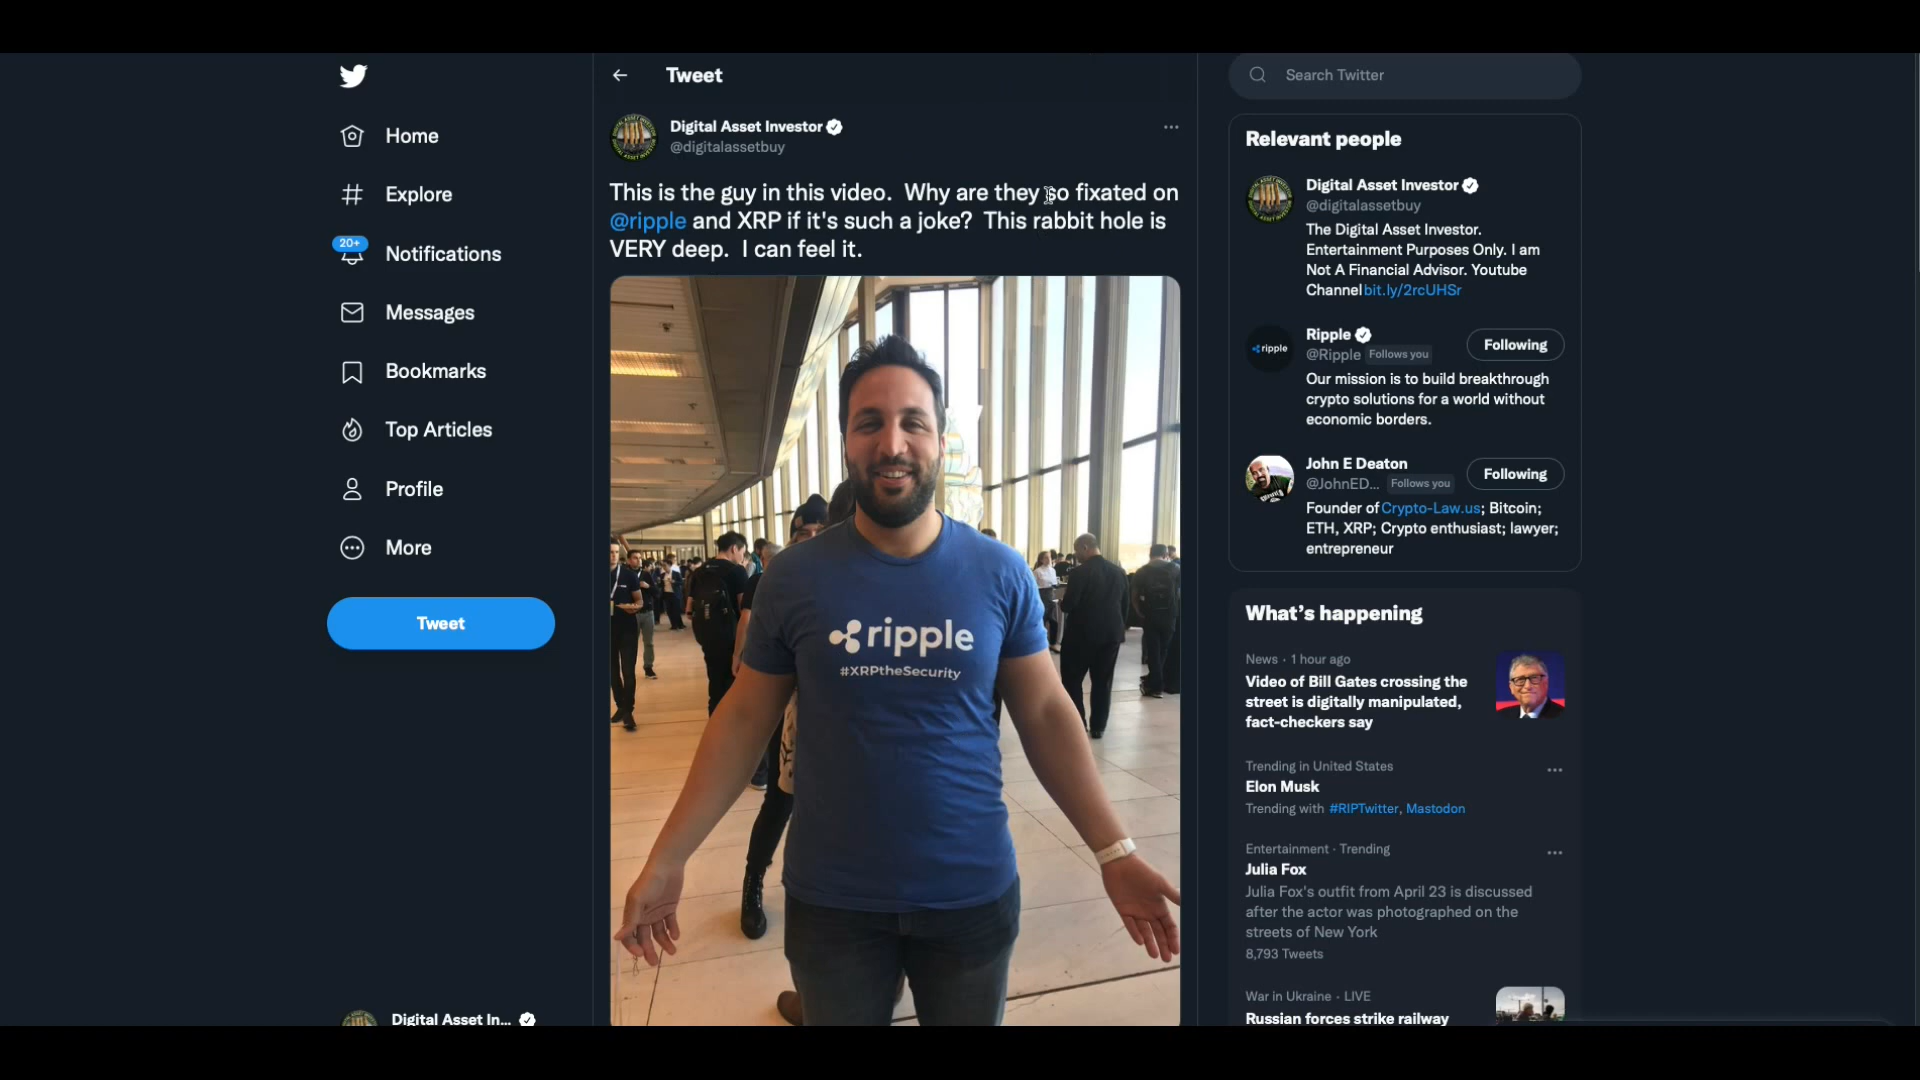 Home
Explore
20+
Notifications
Messages
Bookmarks
Top Articles
Profile
More
Tweet
Digital Asset In...
Tweet
Digital Asset Investor
@digitalassetbuy
This is the guy in this video.  Why are they so fixated on
@ripple and XRP if it's such a joke?  This rabbit hole is
VERY deep.  I can feel it.
ripple
#XRPtheSecurity
Search Twitter
Relevant people
Digital Asset Investor
@digitalassetbuy
The Digital Asset Investor.
Entertainment Purposes Only. I am
Not A Financial Advisor. Youtube
Channel bit.ly/2rcUHSr
ripple
Ripple
@Ripple Follows you
Following
Our mission is to build breakthrough
crypto solutions for a world without
economic borders.
John E Deaton
@JohnED... Follows you
Following
Founder of Crypto-Law.us; Bitcoin;
ETH, XRP; Crypto enthusiast; lawyer;
entrepreneur
What's happening
News · 1 hour ago
Video of Bill Gates crossing the
street is digitally manipulated,
fact-checkers say
Trending in United States
Elon Musk
Trending with #RIPTwitter, Mastodon
Entertainment · Trending
Julia Fox
Julia Fox's outfit from April 23 is discussed
after the actor was photographed on the
streets of New York
8,793 Tweets
War in Ukraine · LIVE
Russian forces strike railway